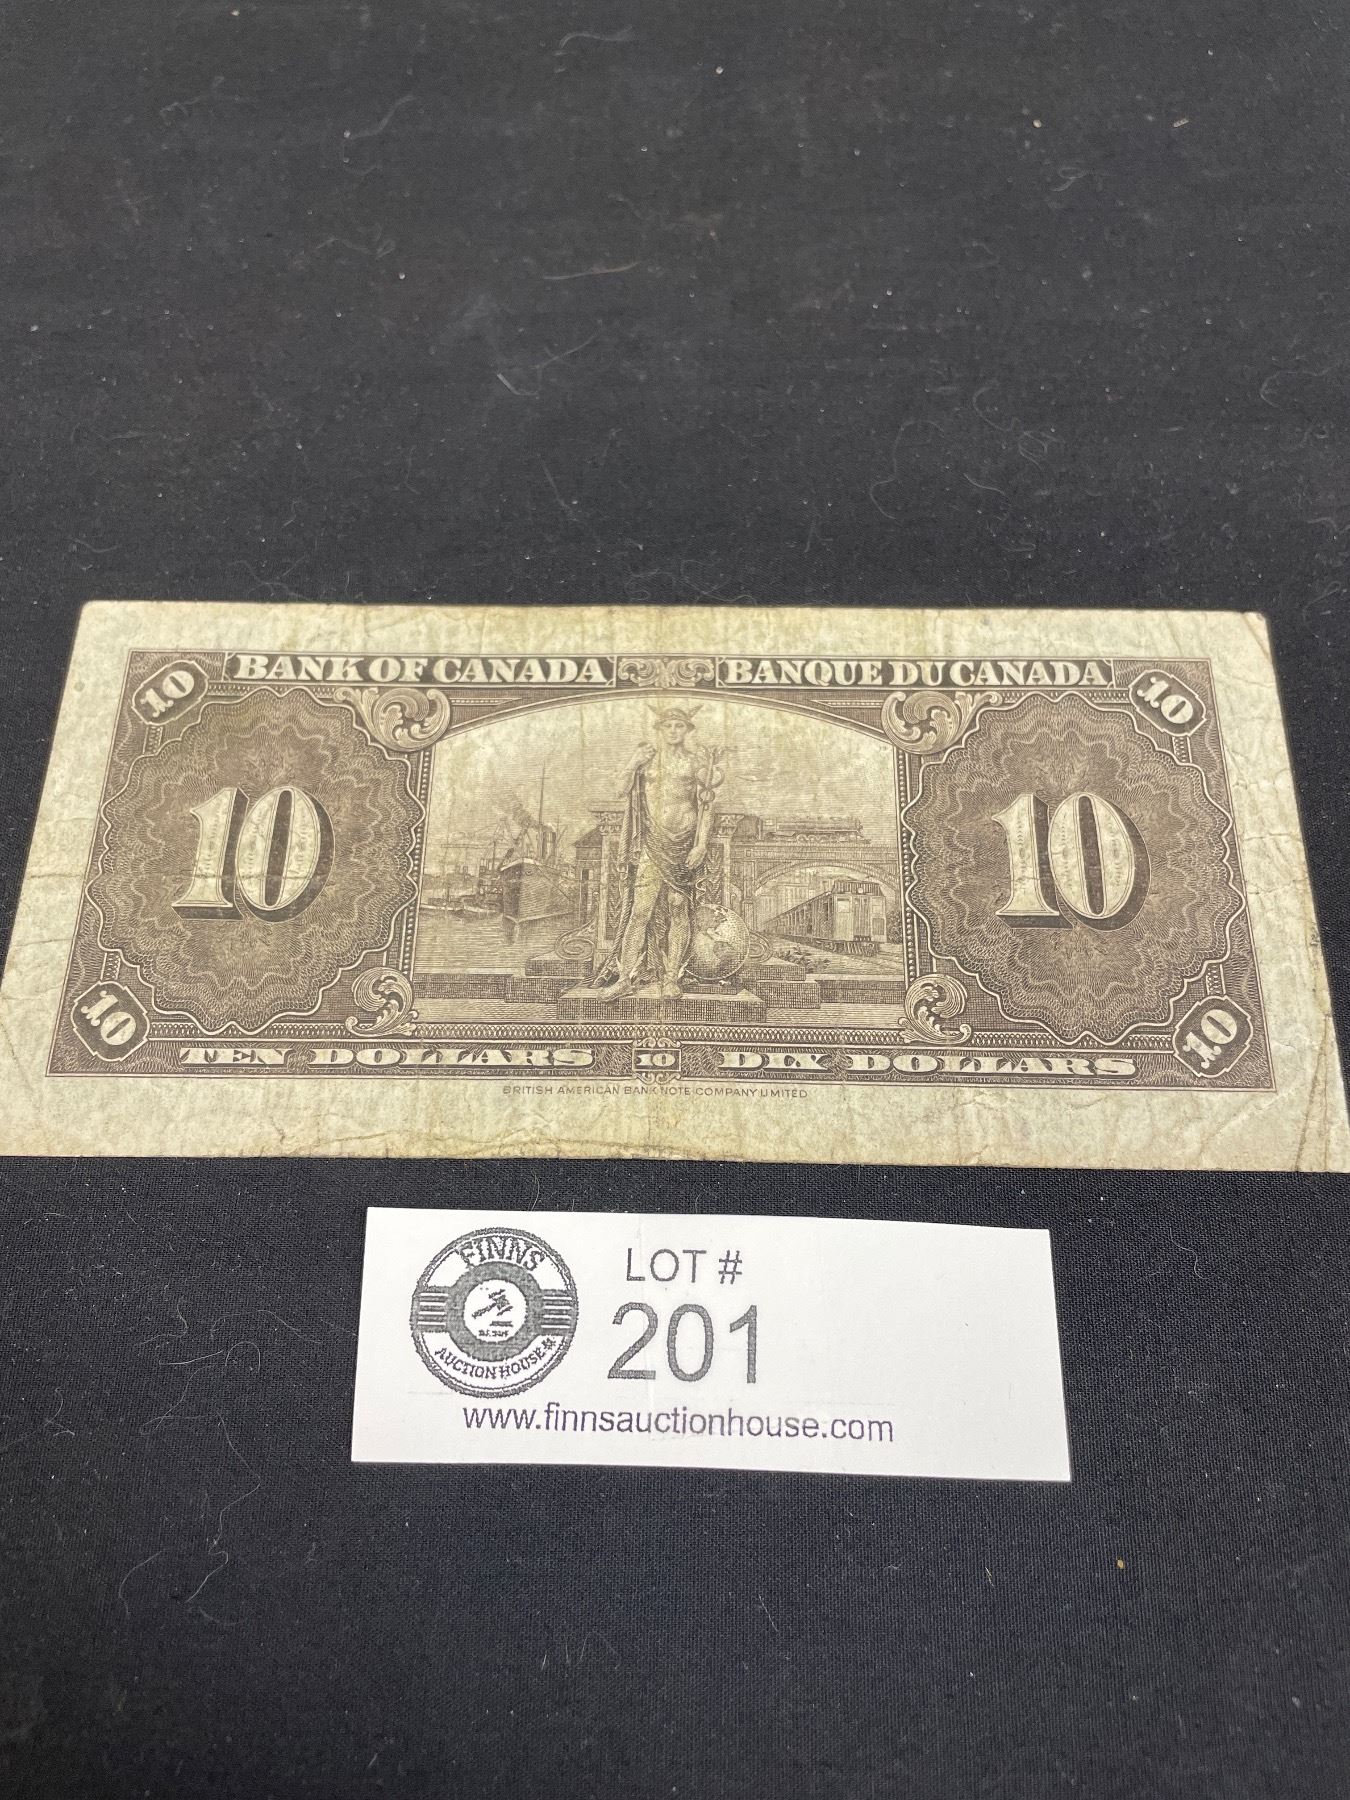 BANK OF CANADA BANQUE DU CANADA
10 10
10 10
10 10
TEN DOLLARS 10 DIX DOLLARS
BRITISH AMERICAN BANK NOTE COMPANY LIMITED
FINNS
AUCTION HOUSE
LOT #
201
www.finnsauctionhouse.com